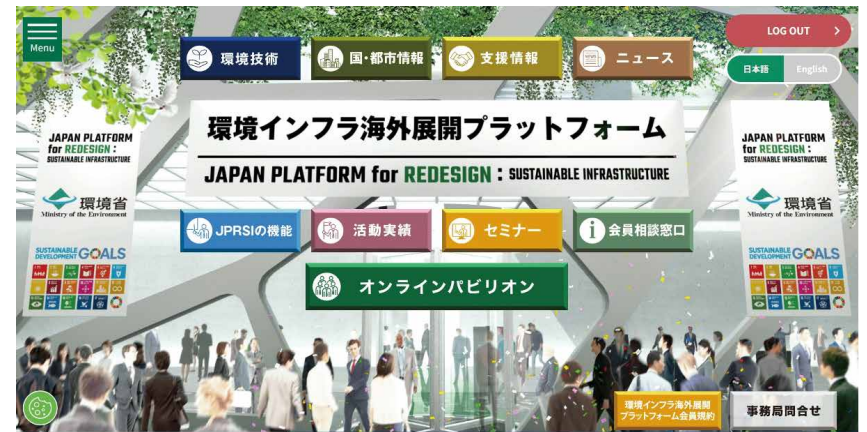 Menu
環境技術
国・都市情報
支援情報
ニュース
LOG OUT
日本語
English
環境インフラ海外展開プラットフォーム
JAPAN PLATFORM for REDESIGN : SUSTAINABLE INFRASTRUCTURE
JAPAN PLATFORM
for REDESIGN :
SUSTAINABLE INFRASTRUCTURE
環境省
Ministry of the Environment
SUSTAINABLE
DEVELOPMENT GOALS
JAPAN PLATFORM
for REDESIGN :
SUSTAINABLE INFRASTRUCTURE
環境省
Ministry of the Environment
SUSTAINABLE
DEVELOPMENT GOALS
JPRSIの機能
活動実績
セミナー
会員相談窓口
オンラインパビリオン
環境インフラ海外展開
プラットフォーム会員規約
事務局問合せ